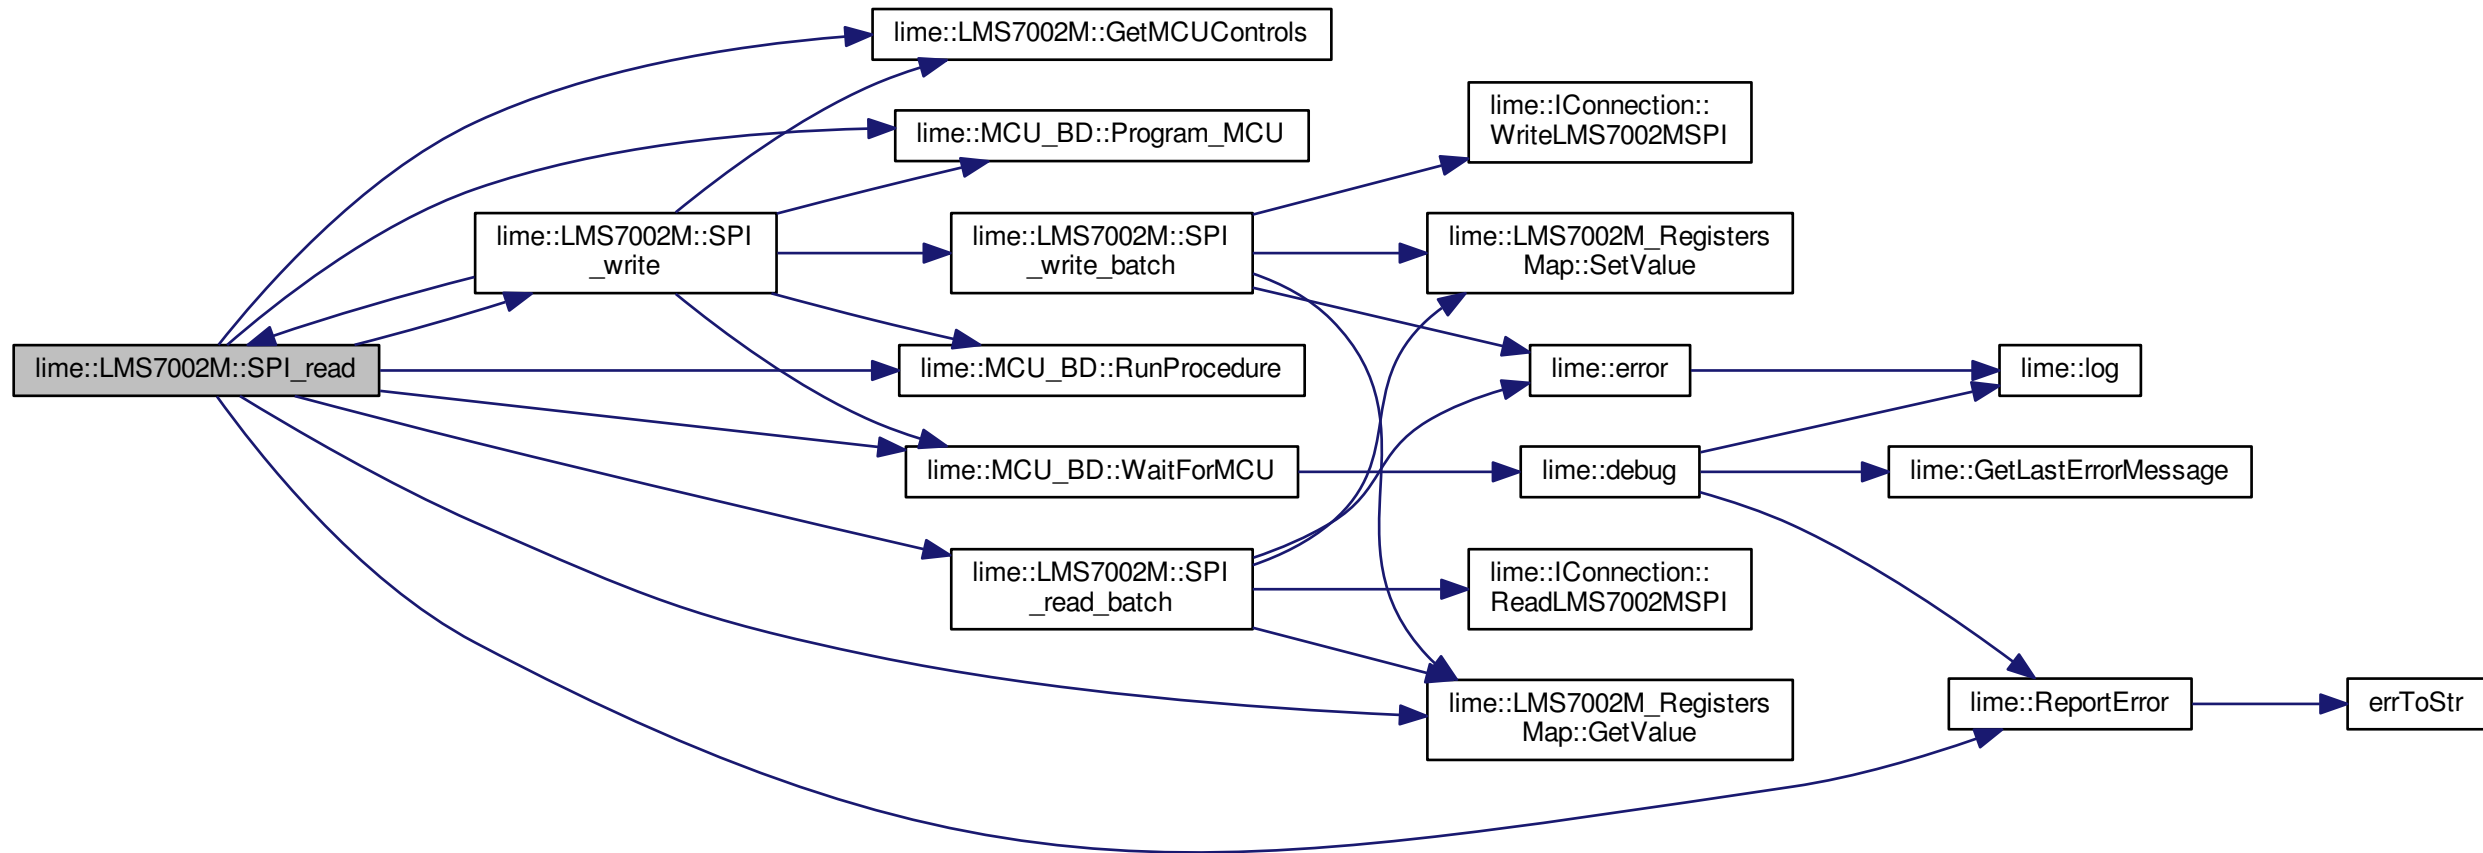 lime::LMS7002M::GetMCUControls
lime::IConnection::
WriteLMS7002MSPI
lime::MCU_BD::Program_MCU
lime::LMS7002M::SPI
_write
lime::LMS7002M::SPI
_write_batch
lime::LMS7002M_Registers
Map::SetValue
lime::LMS7002M::SPI_read
lime::MCU_BD::RunProcedure
lime::error
lime::log
lime::MCU_BD::WaitForMCU
lime::debug
lime::GetLastErrorMessage
lime::LMS7002M::SPI
_read_batch
lime::IConnection::
ReadLMS7002MSPI
lime::LMS7002M_Registers
Map::GetValue
lime::ReportError
errToStr